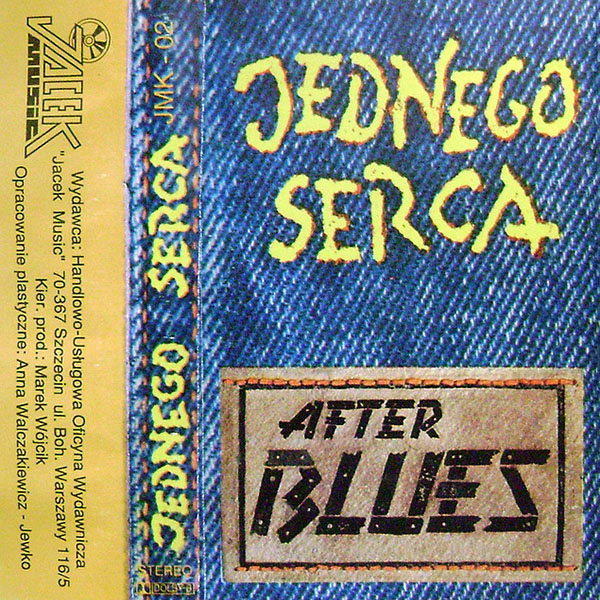 JACEK
MUSIC
Wydawca: Handlowo-Usługowa Oficyna Wydawnicza
"Jacek Music" 70-367 Szczecin ul. Boh. Warszawy 116/5
Kier. prod.: Marek Wójcik
Opracowanie plastyczne: Anna Walczakiewicz - Jewko
JEDNEGO SERCA JMK - 02
STEREO
DOLBY B
JEDNEGO
SERCA
AFTER
BLUES